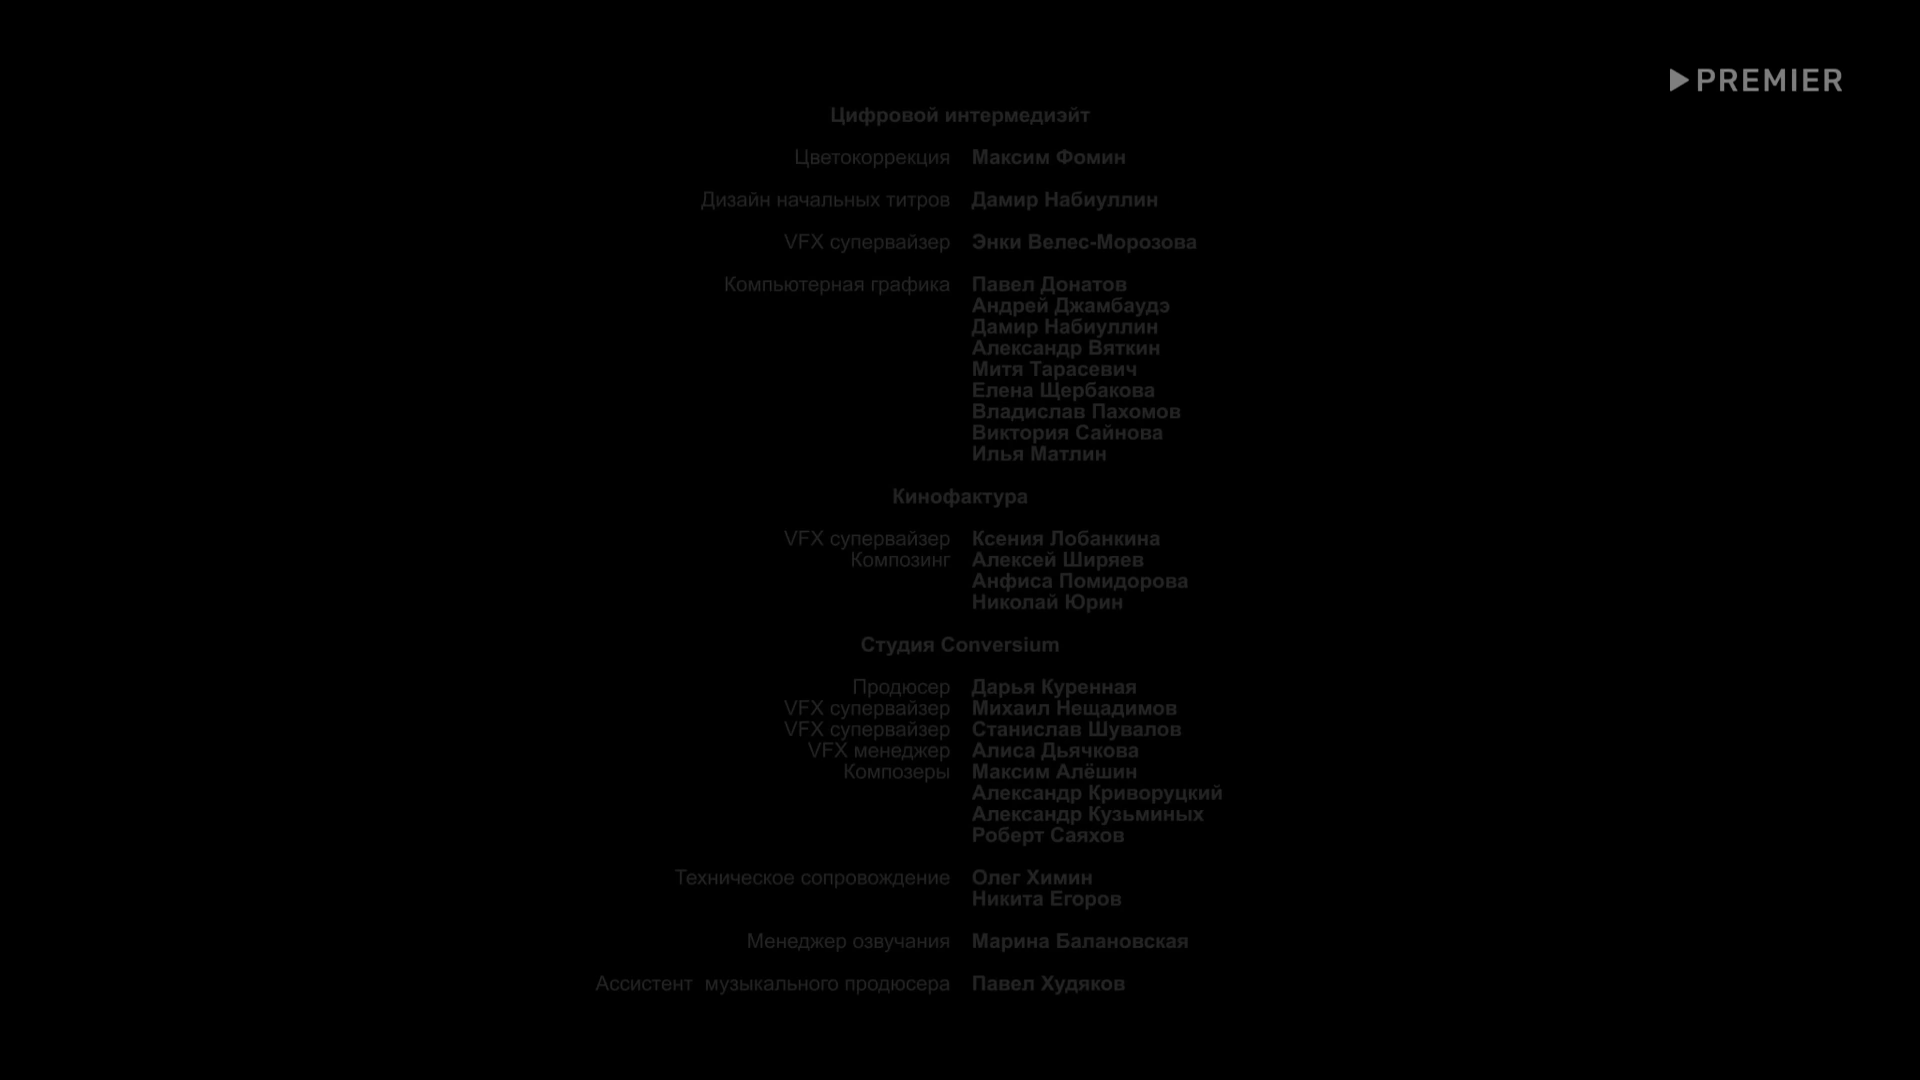 PREMIER
Цифровой интермедиэйт
Цветокоррекция Максим Фомин
Дизайн начальных титров Дамир Набиуллин
VFX супервайзер Энки Велес-Морозова
Компьютерная графика Павел Донатов
Андрей Джамбаудэ
Дамир Набиуллин
Александр Вяткин
Митя Тарасевич
Елена Щербакова
Владислав Пахомов
Виктория Сайнова
Илья Матлин
Кинофактура
VFX супервайзер Ксения Лобанкина
Композинг Алексей Ширяев
Анфиса Помидорова
Николай Юрин
Студия Conversium
Продюсер Дарья Куренная
VFX супервайзер Михаил Нещадимов
VFX супервайзер Станислав Шувалов
VFX менеджер Алиса Дьячкова
Композеры Максим Алёшин
Александр Криворуцкий
Александр Кузьминых
Роберт Саяхов
Техническое сопровождение Олег Химин
Никита Егоров
Менеджер озвучания Марина Балановская
Ассистент музыкального продюсера Павел Худяков